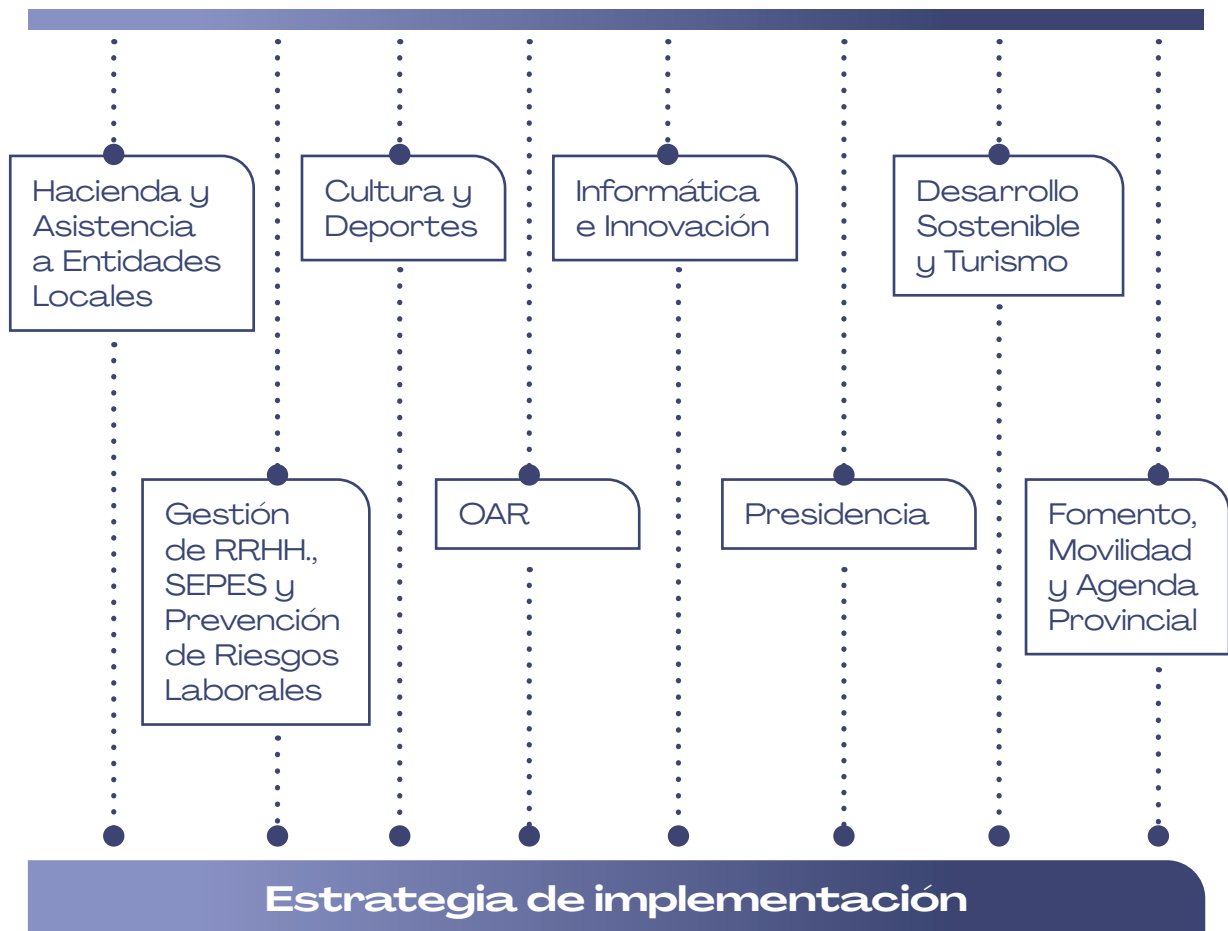 Hacienda y
Asistencia
a Entidades
Locales
Cultura y
Deportes
Informática
e Innovación
Desarrollo
Sostenible
y Turismo
Gestión
de RRHH.,
SEPES y
Prevención
de Riesgos
Laborales
OAR
Presidencia
Fomento,
Movilidad
y Agenda
Provincial
Estrategia de implementación